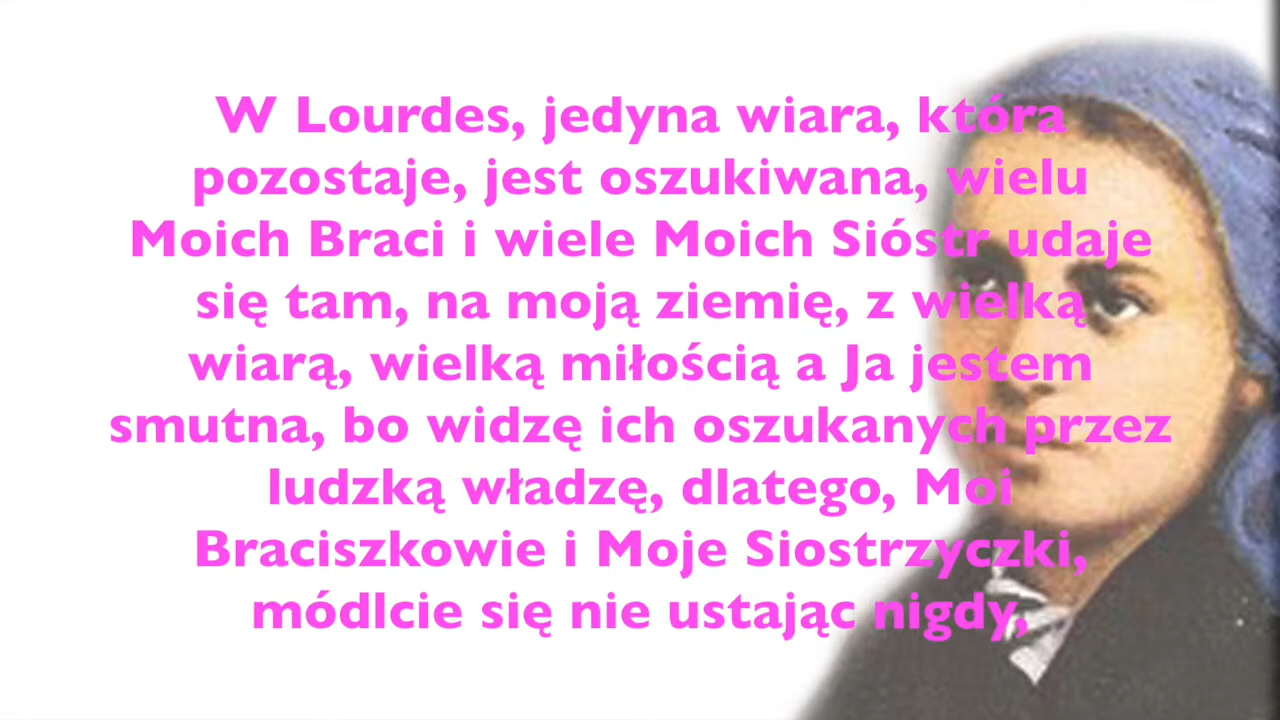 W Lourdes, jedyna wiara, która
pozostaje, jest oszukiwana, wielu
Moich Braci i wiele Moich Sióstr udaje
się tam, na moją ziemię, z wielką
wiarą, wielką miłością a Ja jestem
smutna, bo widzę ich oszukanych przez
ludzką władzę, dlatego, Moi
Braciszkowie i Moje Siostrzyczki,
módlcie się nie ustając nigdy,